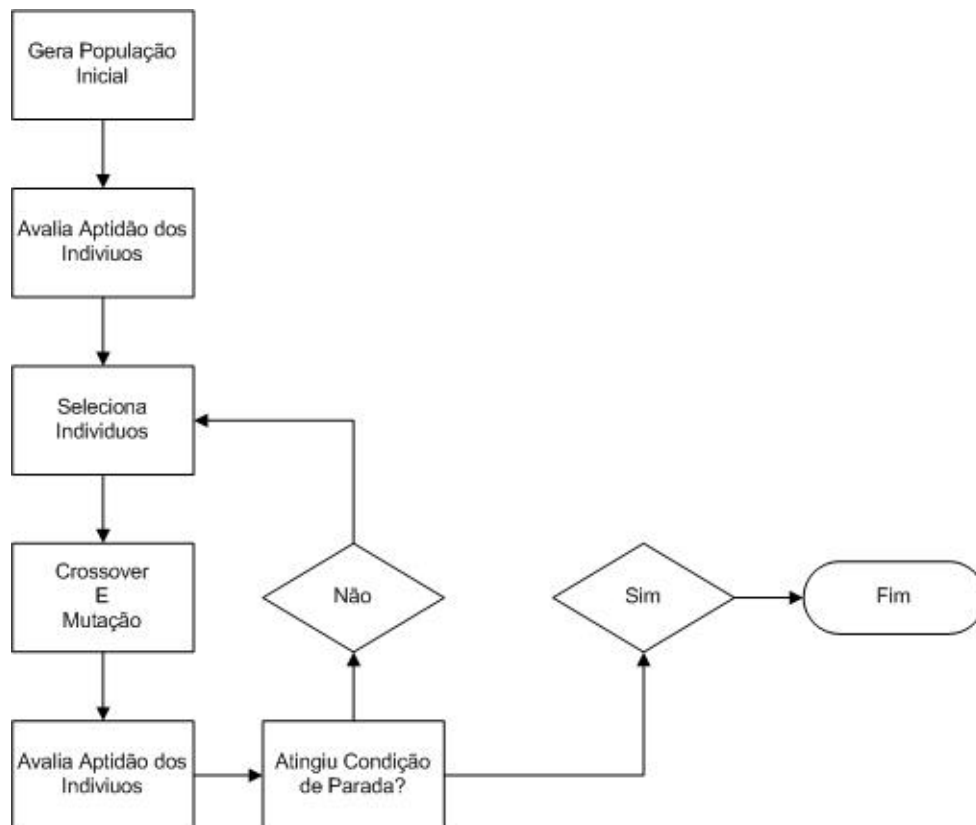 Gera População
Inicial
Avalia Aptidão dos
Indiviuos
Seleciona
Individuos
Crossover
E
Mutação
Não
Sim
Fim
Avalia Aptidão dos
Indiviuos
Atingiu Condição
de Parada?